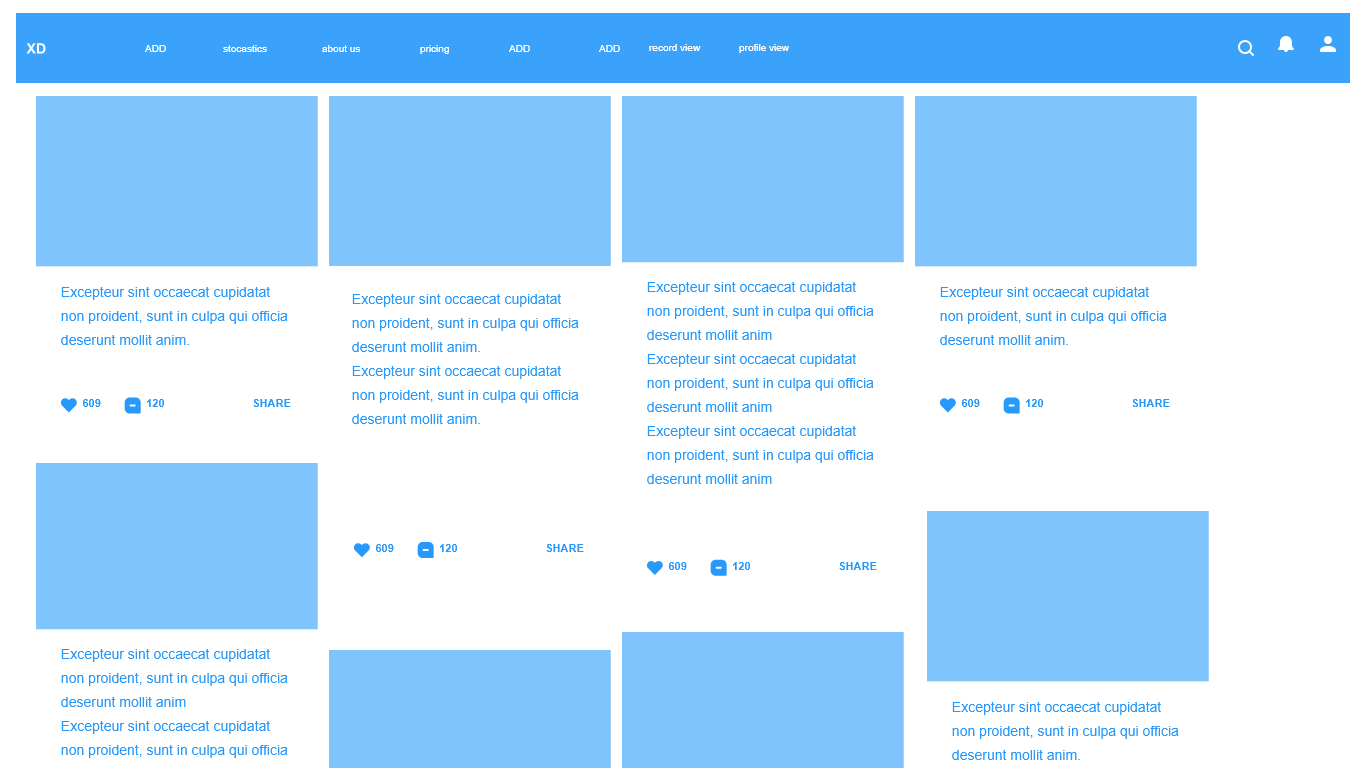 XD ADD stocastics about us pricing ADD ADD record view profile view
Excepteur sint occaecat cupidatat
non proident, sunt in culpa qui officia
deserunt mollit anim.
609 120 SHARE
Excepteur sint occaecat cupidatat
non proident, sunt in culpa qui officia
deserunt mollit anim.
Excepteur sint occaecat cupidatat
non proident, sunt in culpa qui officia
deserunt mollit anim.
609 120 SHARE
Excepteur sint occaecat cupidatat
non proident, sunt in culpa qui officia
deserunt mollit anim
Excepteur sint occaecat cupidatat
non proident, sunt in culpa qui officia
deserunt mollit anim
Excepteur sint occaecat cupidatat
non proident, sunt in culpa qui officia
deserunt mollit anim
609 120 SHARE
Excepteur sint occaecat cupidatat
non proident, sunt in culpa qui officia
deserunt mollit anim.
609 120 SHARE
Excepteur sint occaecat cupidatat
non proident, sunt in culpa qui officia
deserunt mollit anim
Excepteur sint occaecat cupidatat
non proident, sunt in culpa qui officia
Excepteur sint occaecat cupidatat
non proident, sunt in culpa qui officia
deserunt mollit anim.